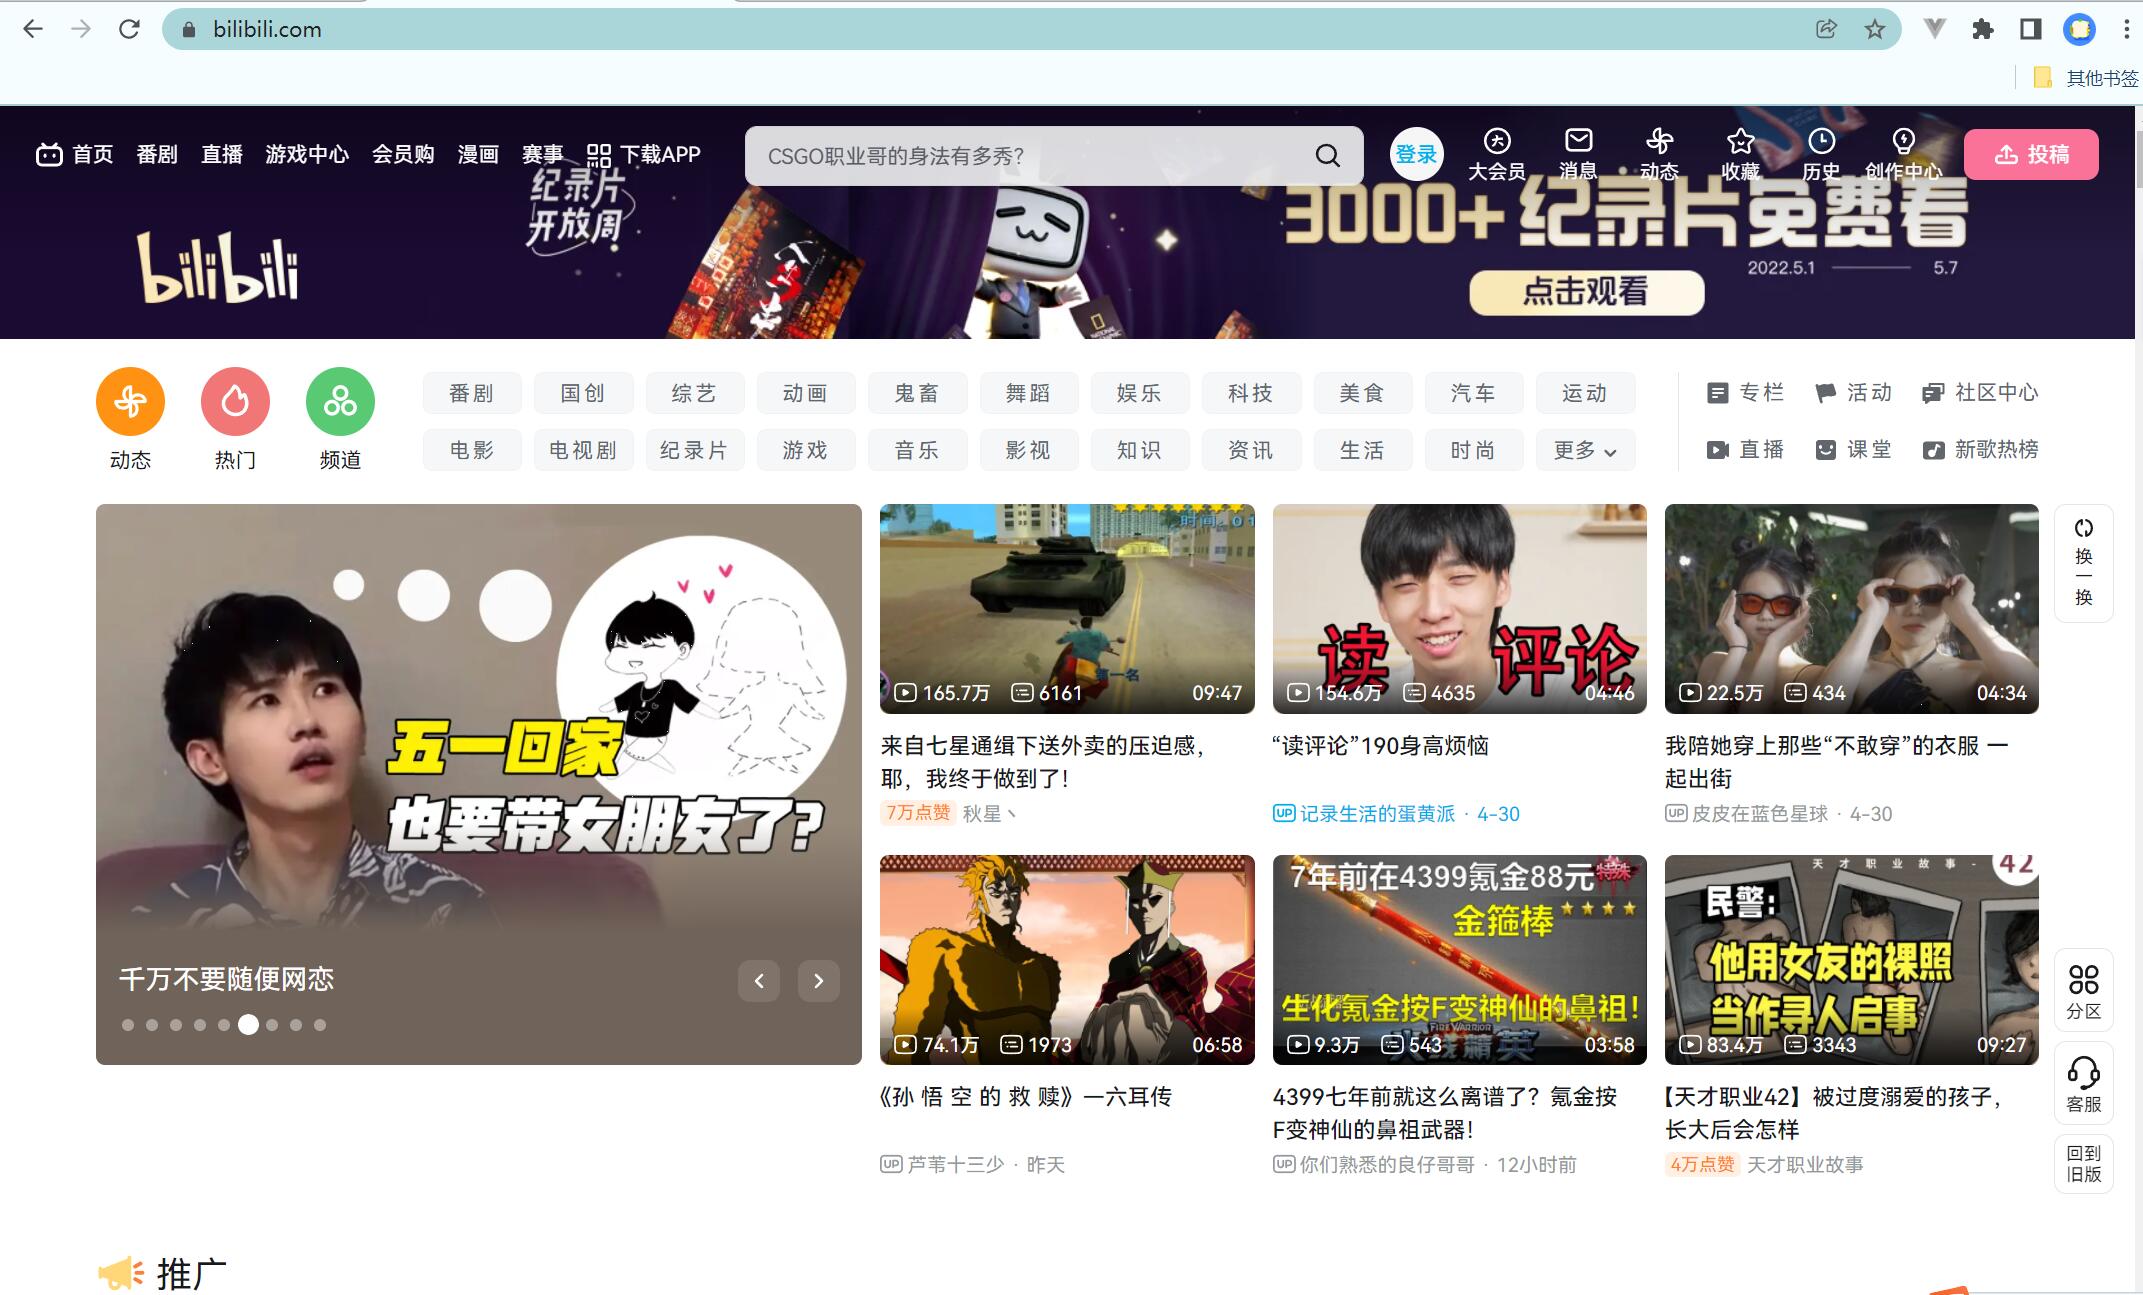 bilibili.com
其他书签
首页 番剧 直播 游戏中心 会员购 漫画 赛事 下载APP
CSGO职业哥的身法有多秀?
登录 大会员 消息 动态 收藏 历史 创作中心 投稿
bilibili
纪录片
开放周
3000+纪录片免费看
2022.5.1 5.7
点击观看
动态 热门 频道
番剧 国创 综艺 动画 鬼畜 舞蹈 娱乐 科技 美食 汽车 运动
电影 电视剧 纪录片 游戏 音乐 影视 知识 资讯 生活 时尚 更多
专栏 活动 社区中心
直播 课堂 新歌热榜
五一回家
也要带女朋友了?
千万不要随便网恋
第一名
165.7万 6161 09:47
来自七星通缉下送外卖的压迫感,
耶，我终于做到了!
7万点赞 秋星丶
读 评论
154.6万 4635 04:46
“读评论”190身高烦恼
UP 记录生活的蛋黄派 · 4-30
22.5万 434 04:34
我陪她穿上那些“不敢穿”的衣服 一
起出街
UP 皮皮在蓝色星球 · 4-30
换一换
74.1万 1973 06:58
《孙 悟 空 的 救 赎》一六耳传
UP 芦苇十三少 · 昨天
7年前在4399氪金88元
特殊
金箍棒
生化氪金按F变神仙的鼻祖!
FIRE WARRIOR
9.3万 543 03:58
4399七年前就这么离谱了？氪金按
F变神仙的鼻祖武器!
UP 你们熟悉的良仔哥哥 · 12小时前
天才职业故事 - 42
民警:
他用女友的裸照
当作寻人启事
83.4万 3343 09:27
【天才职业42】被过度溺爱的孩子,
长大后会怎样
4万点赞 天才职业故事
分区
客服
回到
旧版
推广